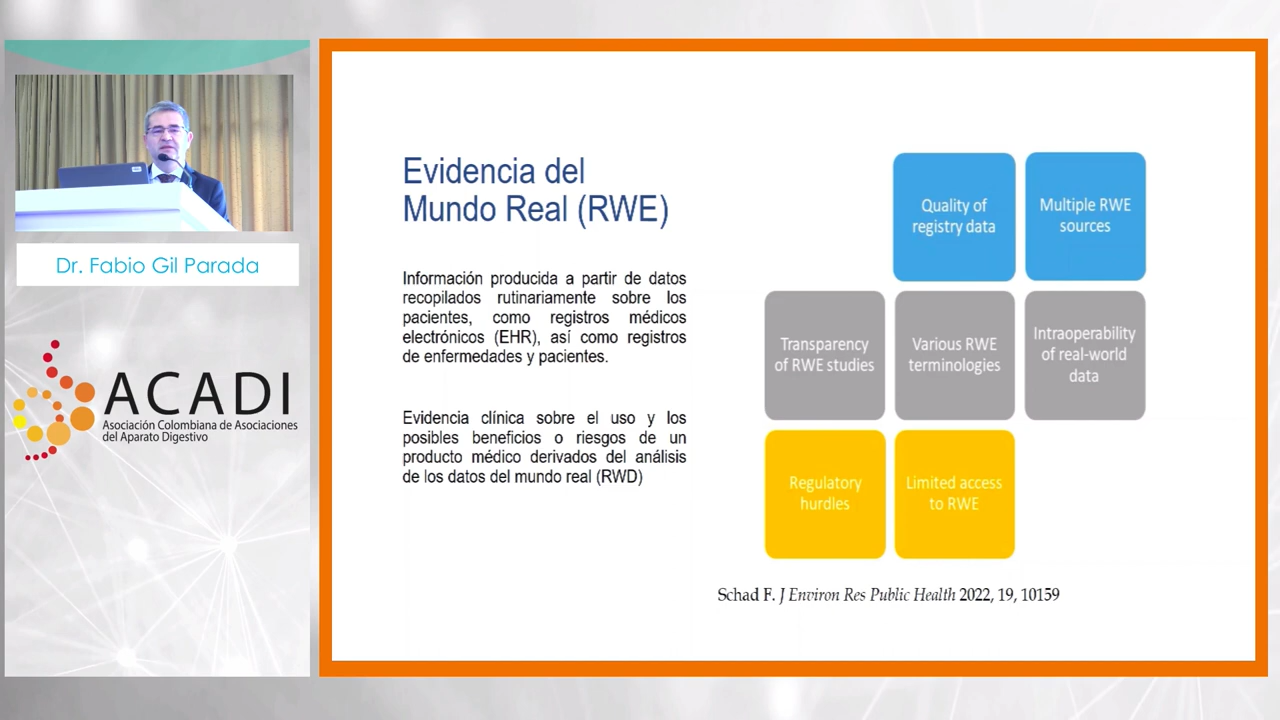 Dr. Fabio Gil Parada
ACADI
Asociación Colombiana de Asociaciones
del Aparato Digestivo
Evidencia del
Mundo Real (RWE)
Información producida a partir de datos
recopilados rutinariamente sobre los
pacientes, como registros médicos
electrónicos (EHR), así como registros
de enfermedades y pacientes.
Evidencia clínica sobre el uso y los
posibles beneficios o riesgos de un
producto médico derivados del análisis
de los datos del mundo real (RWD)
Quality of
registry data
Multiple RWE
sources
Transparency
of RWE studies
Various RWE
terminologies
Intraoperability
of real-world
data
Regulatory
hurdles
Limited access
to RWE
Schad F. J Environ Res Public Health 2022, 19, 10159